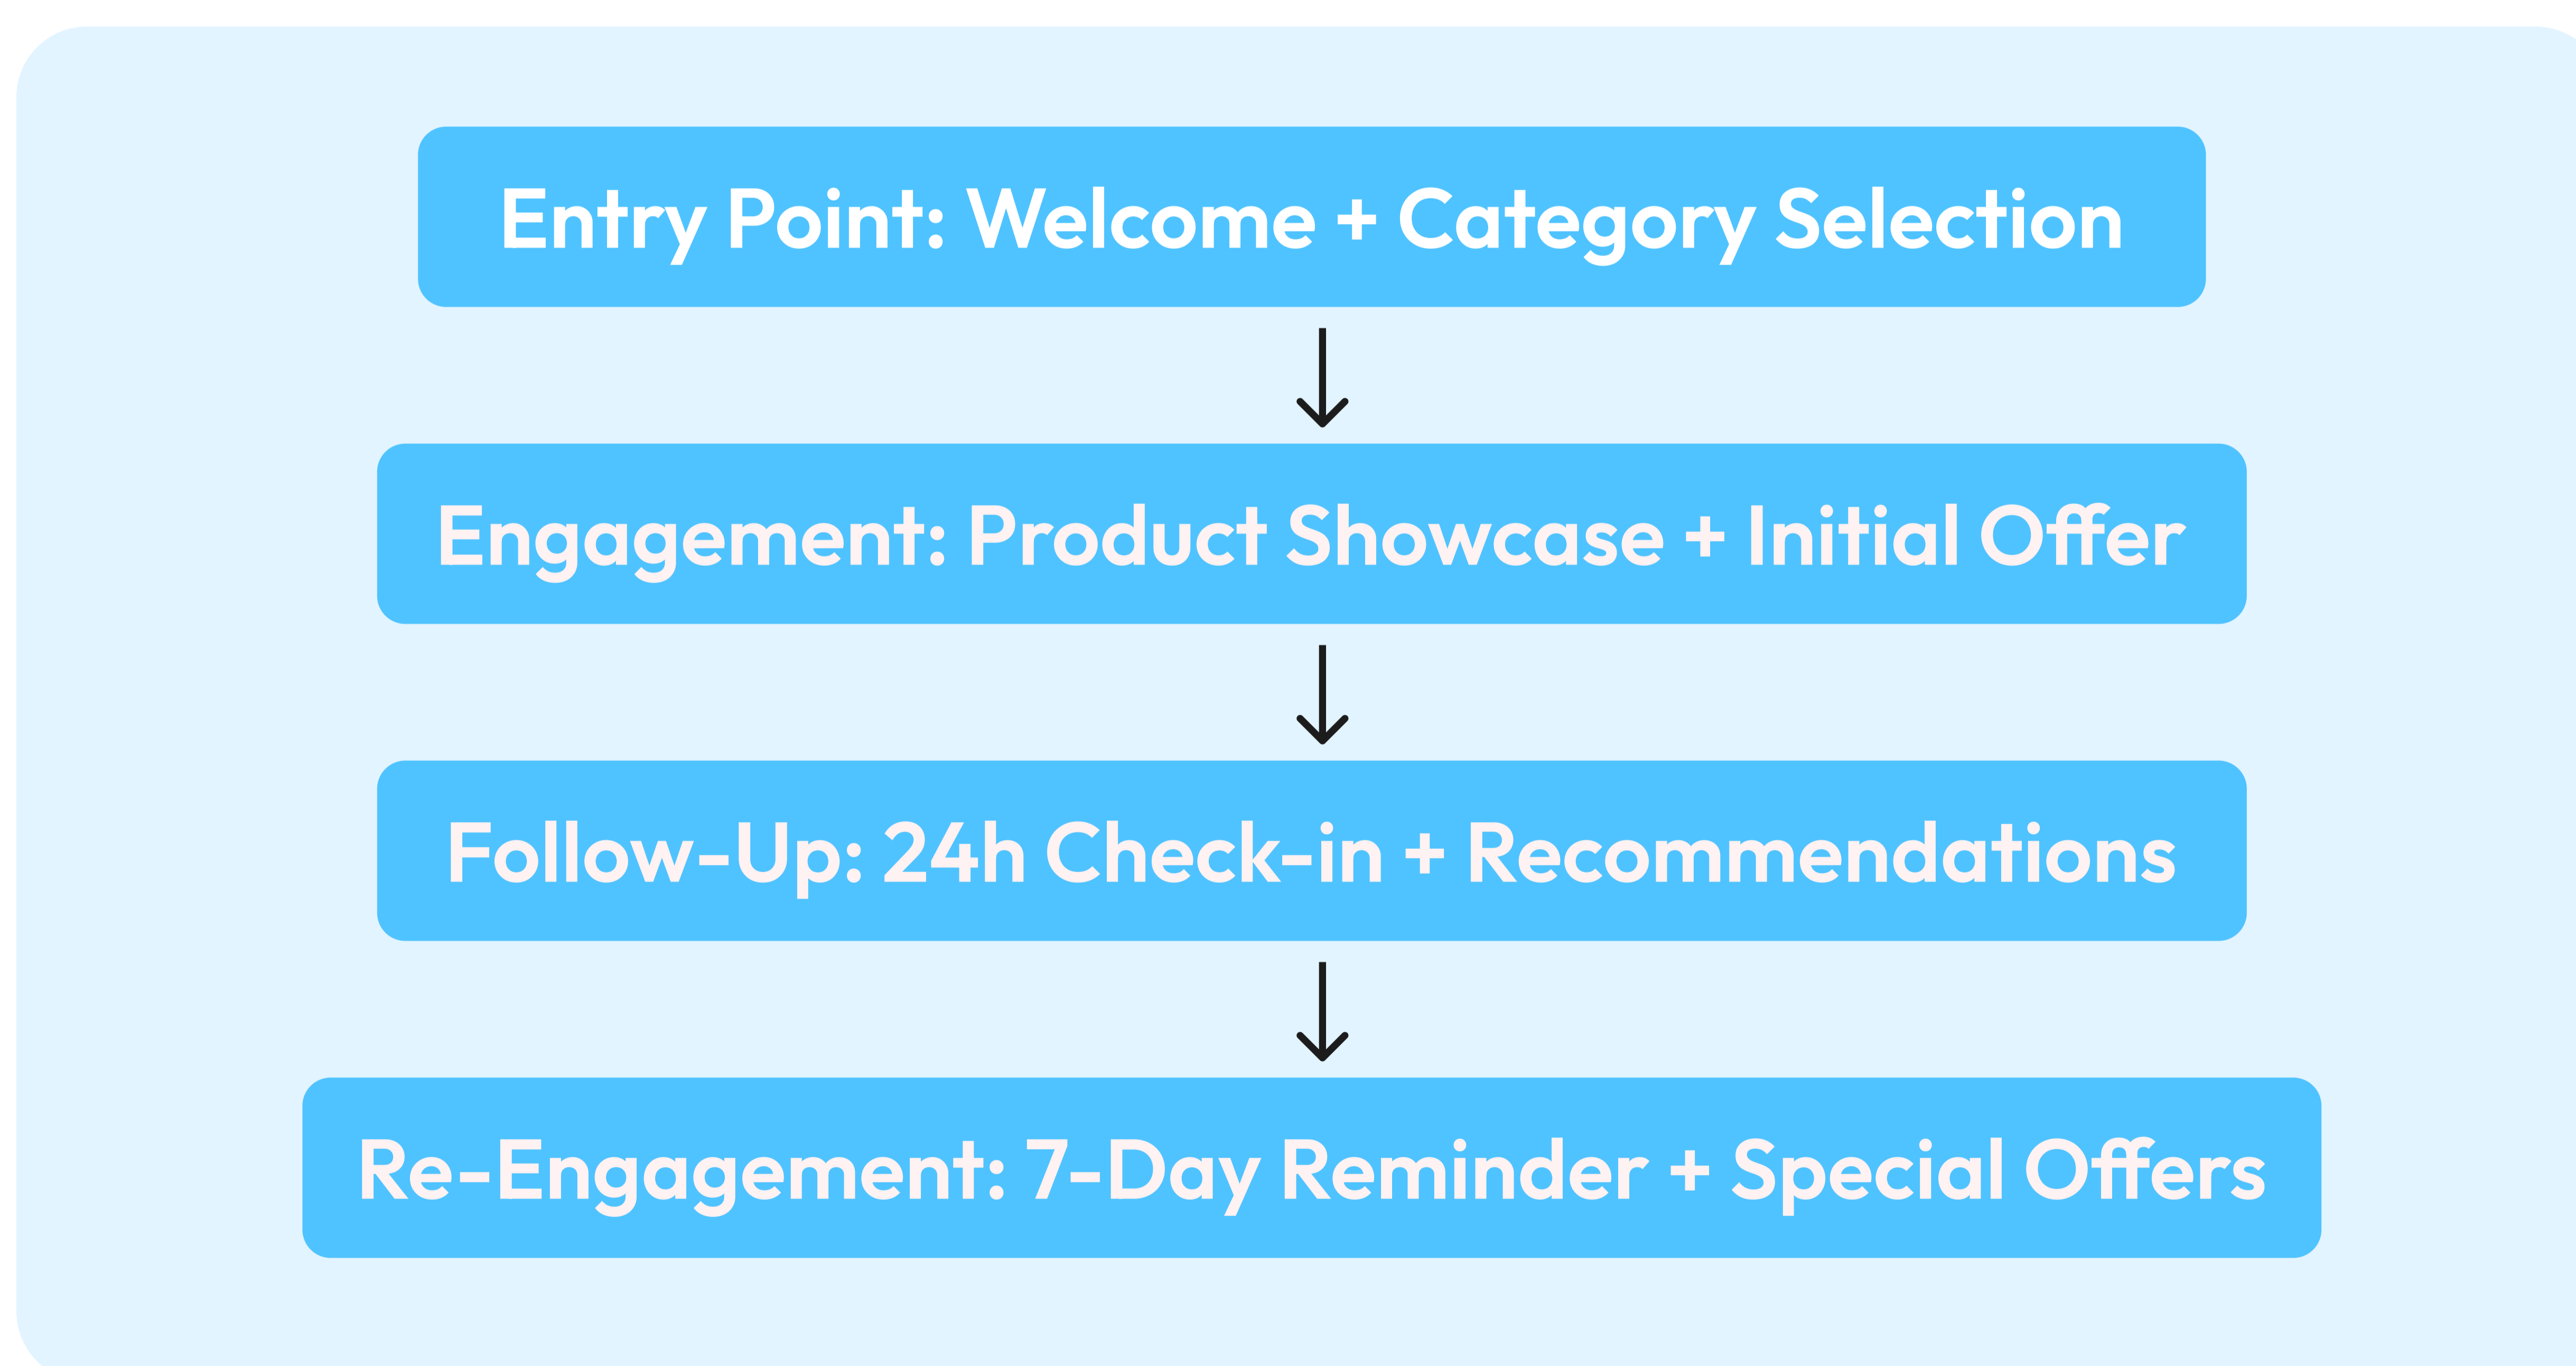 Entry Point: Welcome + Category Selection
Engagement: Product Showcase + Initial Offer
Follow-Up: 24h Check-in + Recommendations
Re-Engagement: 7-Day Reminder + Special Offers